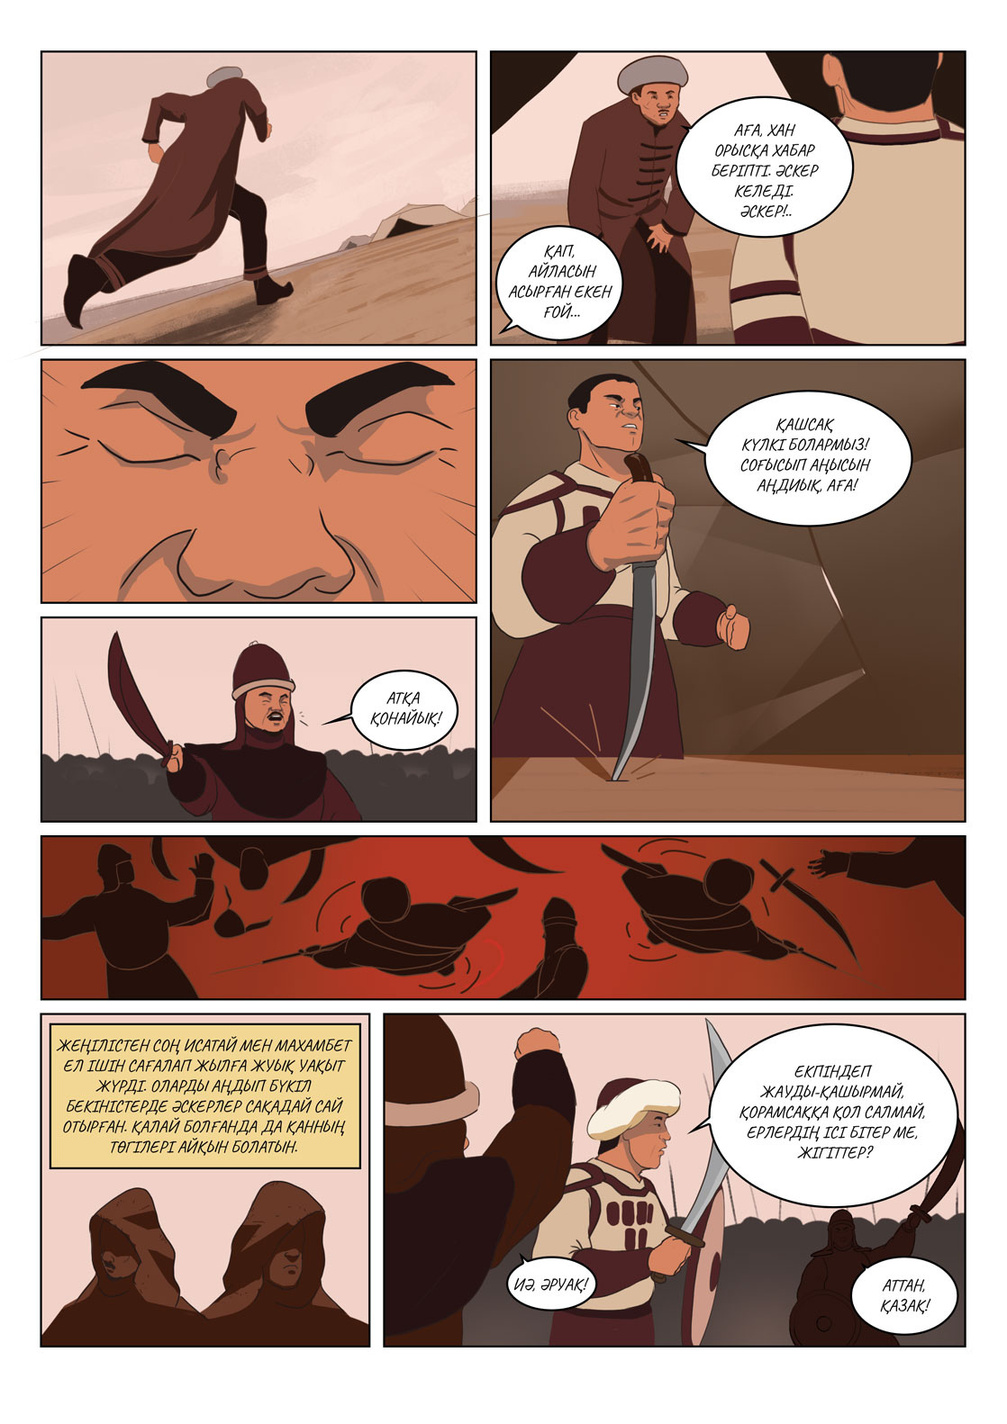 АҒА, ХАН
ОРЫСҚА ХАБАР
БЕРІПТІ. ӘСКЕР
КЕЛЕДІ.
ӘСКЕР!..
ҚАП,
АЙЛАСЫН
АСЫРҒАН ЕКЕН
ҒОЙ...
ҚАШСАҚ
КҮЛКІ БОЛАРМЫЗ!
СОҒЫСЫП АҢЫСЫН
АҢДИЫҚ, АҒА!
АТҚА
ҚОНАЙЫҚ!
ЖЕҢІЛІСТЕН СОҢ ИСАТАЙ МЕН МАХАМБЕТ
ЕЛ ІШІН САҒАЛАП ЖЫЛҒА ЖУЫҚ УАҚЫТ
ЖҮРДІ. ОЛАРДЫ АҢДЫП БҮКІЛ
БЕКІНІСТЕРДЕ ӘСКЕРЛЕР САҚАДАЙ САЙ
ОТЫРҒАН. ҚАЛАЙ БОЛҒАНДА ДА ҚАННЫҢ
ТӨГІЛЕРІ АЙҚЫН БОЛАТЫН.
ЕКПІНДЕП
ЖАУДЫ-ҚАШЫРМАЙ,
ҚОРАМСАҚҚА ҚОЛ САЛМАЙ,
ЕРЛЕРДІҢ ІСІ БІТЕР МЕ,
ЖІГІТТЕР?
ИӘ, ӘРУАҚ!
АТТАН,
ҚАЗАҚ!